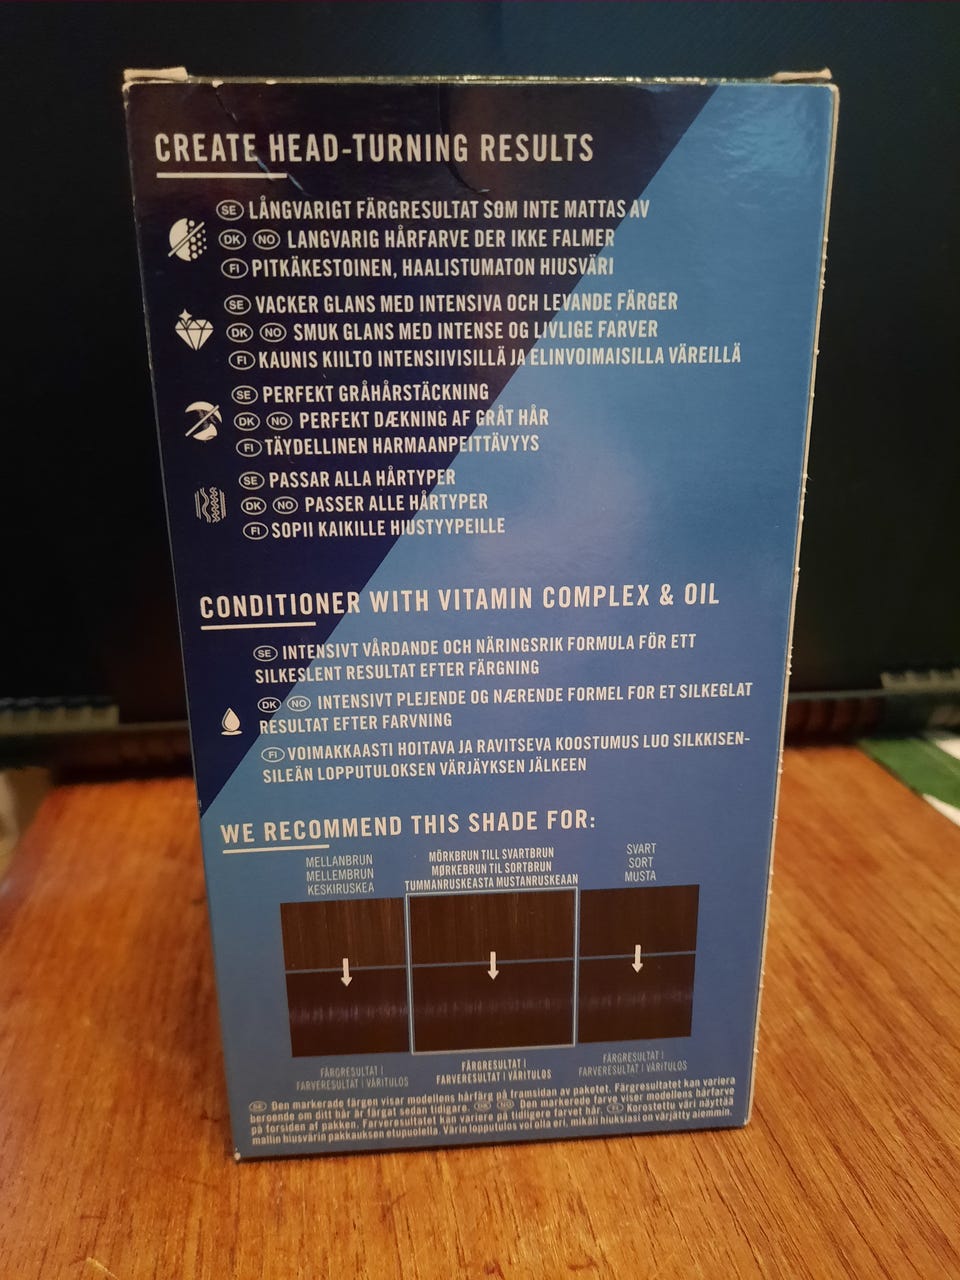 CREATE HEAD-TURNING RESULTS
SE LÅNGVARIGT FÄRGRESULTAT SOM INTE MATTAS AV
DK NO LANGVARIG HÅRFARVE DER IKKE FALMER
FI PITKÄKESTOINEN, HAALISTUMATON HIUSVÄRI
SE VACKER GLANS MED INTENSIVA OCH LEVANDE FÄRGER
DK NO SMUK GLANS MED INTENSE OG LIVLIGE FARVER
FI KAUNIS KIILTO INTENSIIVISILLÄ JA ELINVOIMAISILLA VÄREILLÄ
SE PERFEKT GRÅHÅRSTÄCKNING
DK NO PERFEKT DÆKNING AF GRÅT HÅR
FI TÄYDELLINEN HARMAANPEITTÄVYYS
SE PASSAR ALLA HÅRTYPER
DK NO PASSER ALLE HÅRTYPER
FI SOPII KAIKILLE HIUSTYYPEILLE
CONDITIONER WITH VITAMIN COMPLEX & OIL
SE INTENSIVT VÅRDANDE OCH NÄRINGSRIK FORMULA FÖR ETT
SILKESLENT RESULTAT EFTER FÄRGNING
DK NO INTENSIVT PLEJENDE OG NÆRENDE FORMEL FOR ET SILKEGLAT
RESULTAT EFTER FARVNING
FI VOIMAKKAASTI HOITAVA JA RAVITSEVA KOOSTUMUS LUO SILKKISEN-
SILEÄN LOPPUTULOKSEN VÄRJÄYKSEN JÄLKEEN
WE RECOMMEND THIS SHADE FOR:
MELLANBRUN
MELLEMBRUN
KESKIRUSKEA
MÖRKBRUN TILL SVARTBRUN
MØRKEBRUN TIL SORTBRUN
TUMMANRUSKEASTA MUSTANRUSKEAAN
SVART
SORT
MUSTA
FÄRGRESULTAT |
FARVERESULTAT | VÄRITULOS
FÄRGRESULTAT |
FARVERESULTAT | VÄRITULOS
FÄRGRESULTAT |
FARVERESULTAT | VÄRITULOS
SE Den markerade färgen visar modellens hårfärg på framsidan av paketet. Färgresultatet kan variera
beroende om ditt hår är färgat sedan tidigare. DK NO Den markerede farve viser modellens hårfarve
på forsiden af pakken. Farveresultatet kan variere på tidligere farvet hår. FI Korostettu väri näyttää
mallin hiusvärin pakkauksen etupuolella. Värin lopputulos voi olla eri, mikäli hiuksiasi on värjätty aiemmin.